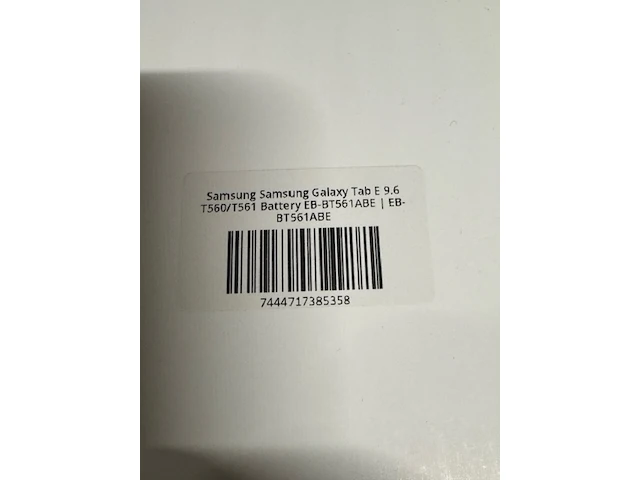 Samsung Samsung Galaxy Tab E 9.6
T560/T561 Battery EB-BT561ABE | EB-
BT561ABE
7444717385358